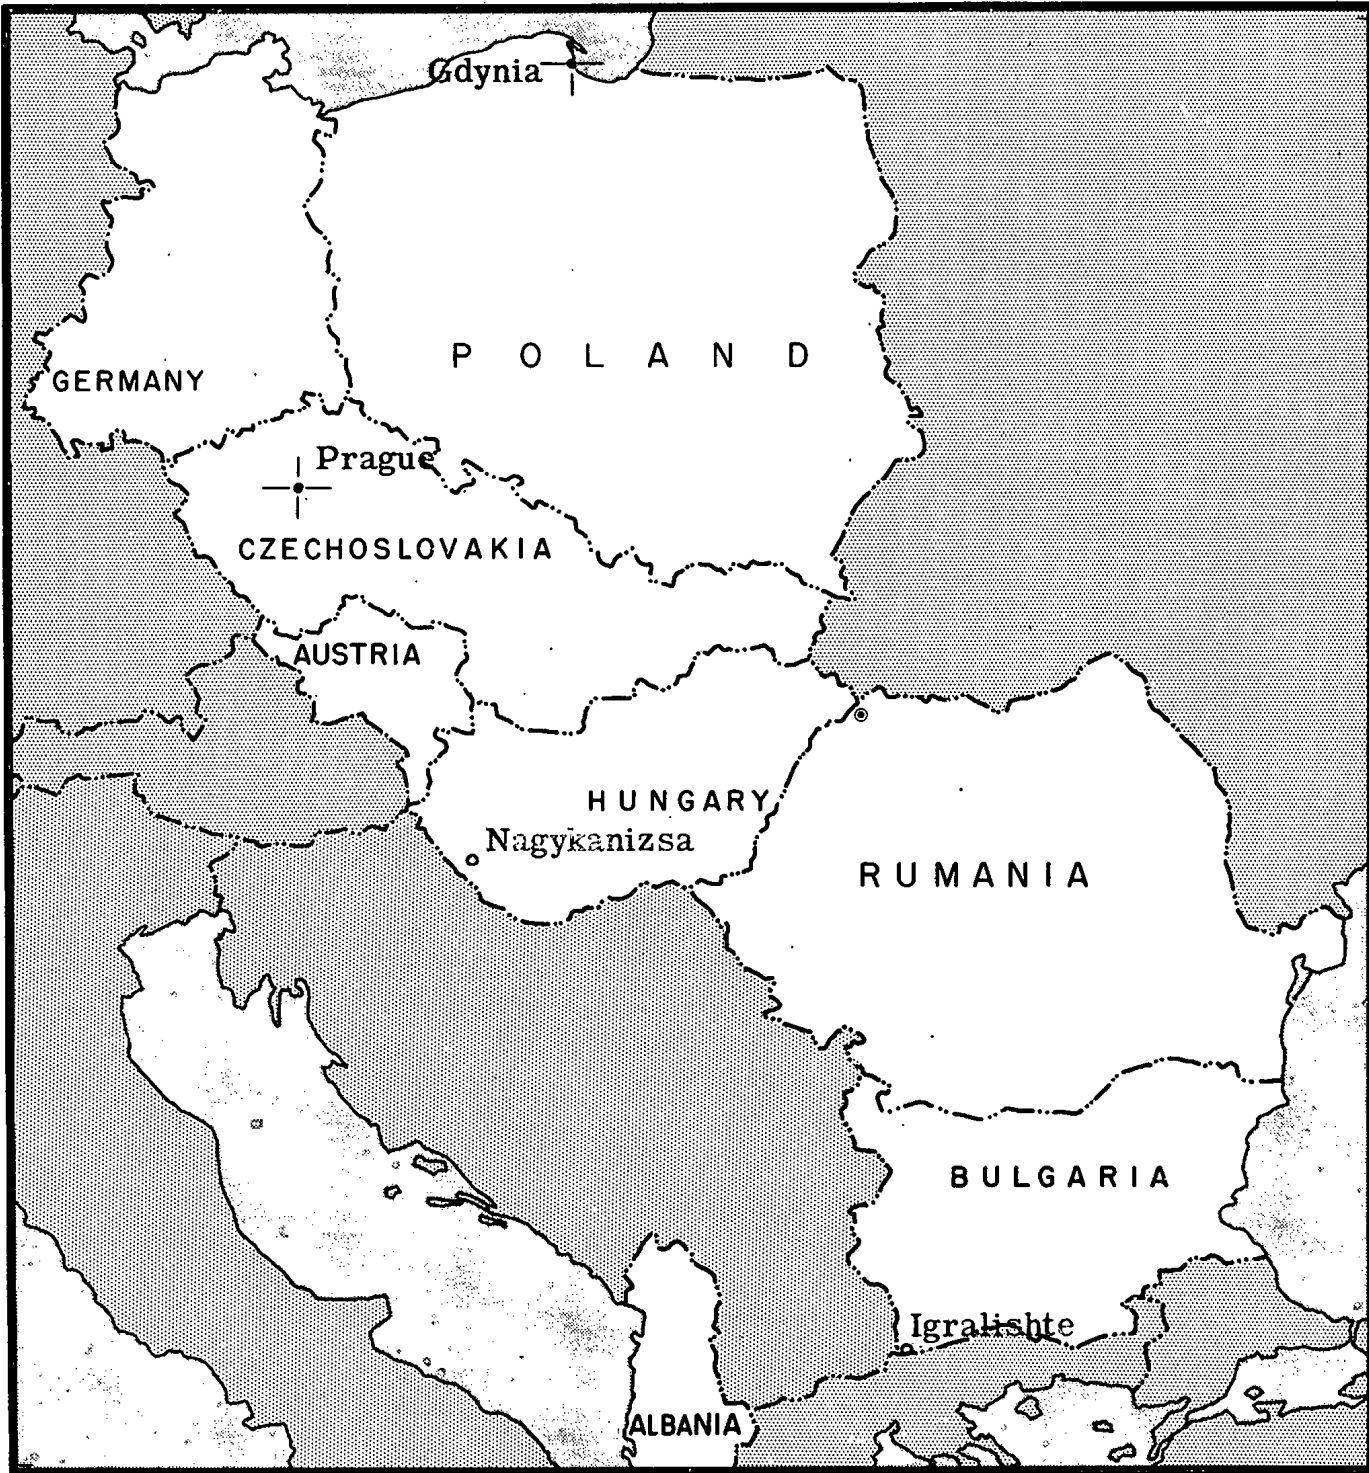 Gdynia
POLAND
GERMANY
Prague
CZECHOSLOVAKIA
AUSTRIA
HUNGARY
Nagykanizsa
RUMANIA
BULGARIA
Igralishte
ALBANIA